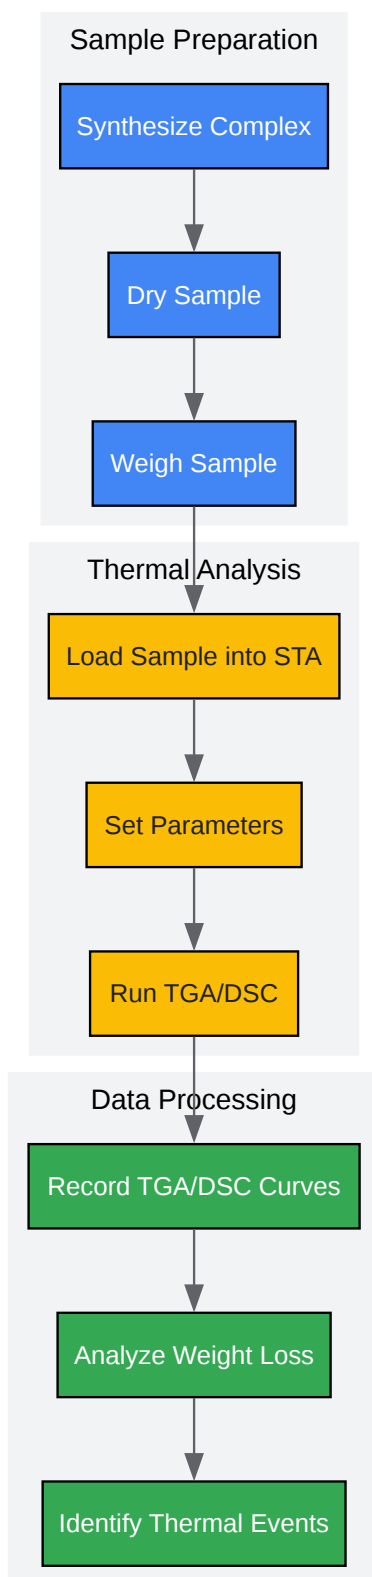 Sample Preparation
Synthesize Complex
Dry Sample
Weigh Sample
Thermal Analysis
Load Sample into STA
Set Parameters
Run TGA/DSC
Data Processing
Record TGA/DSC Curves
Analyze Weight Loss
Identify Thermal Events